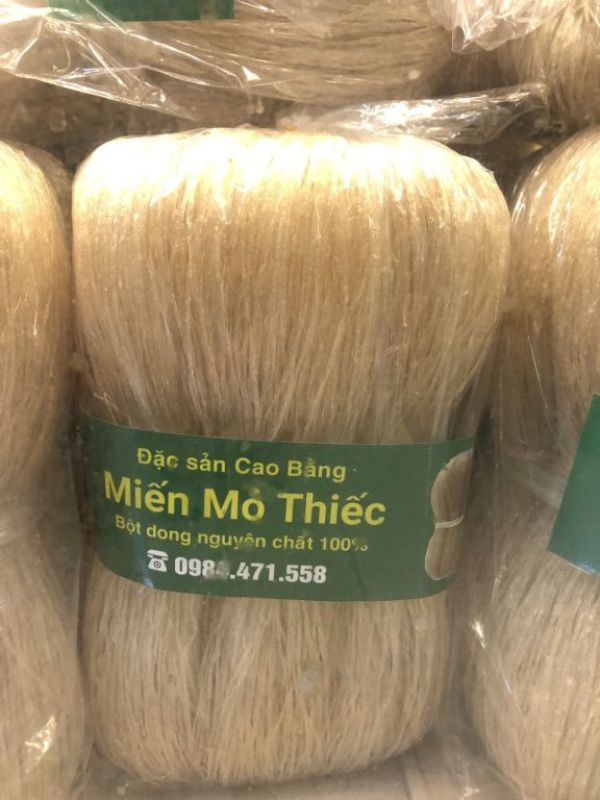 Đặc sản Cao Bằng
Miến Mỏ Thiếc
Bột dong nguyên chất 100%